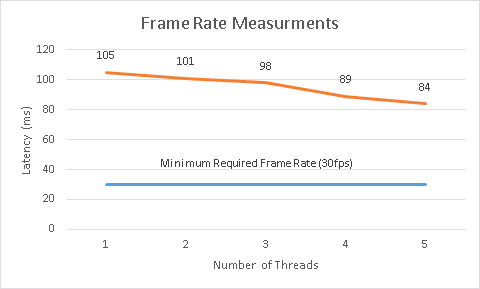 Frame Rate Measurments
120
100
80
60
40
20
0
105
101
98
89
84
Minimum Required Frame Rate (30fps)
Latency (ms)
1 2 3 4 5
Number of Threads